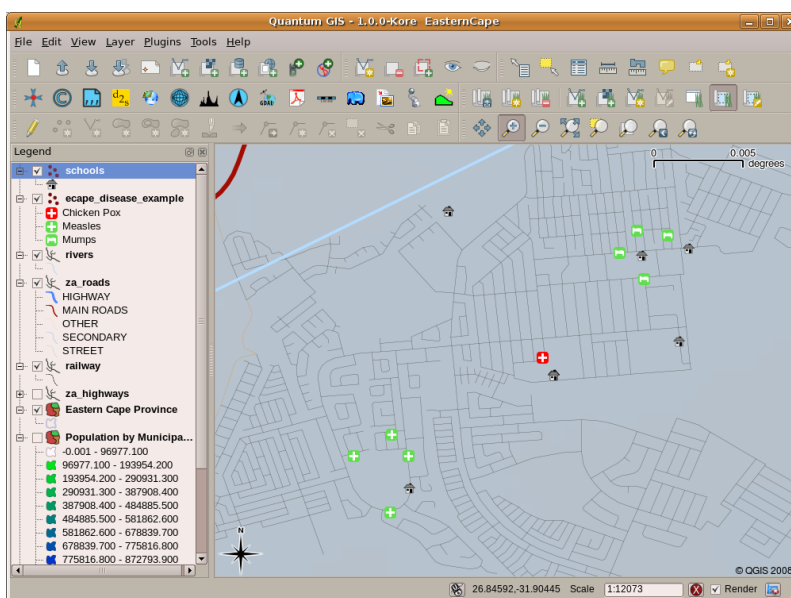 Quantum GIS - 1.0.0-Kore EasternCape
File Edit View Layer Plugins Tools Help
Legend
schools
ecape_disease_example
Chicken Pox
Measles
Mumps
rivers
za_roads
HIGHWAY
MAIN ROADS
OTHER
SECONDARY
STREET
railway
za_highways
Eastern Cape Province
Population by Municipa...
-0.001 - 96977.100
96977.100 - 193954.200
193954.200 - 290931.300
290931.300 - 387908.400
387908.400 - 484885.500
484885.500 - 581862.600
581862.600 - 678839.700
678839.700 - 775816.800
775816.800 - 872793.900
0 0.005
degrees
N
© QGIS 2008
26.84592,-31.90445 Scale 1:12073 Render